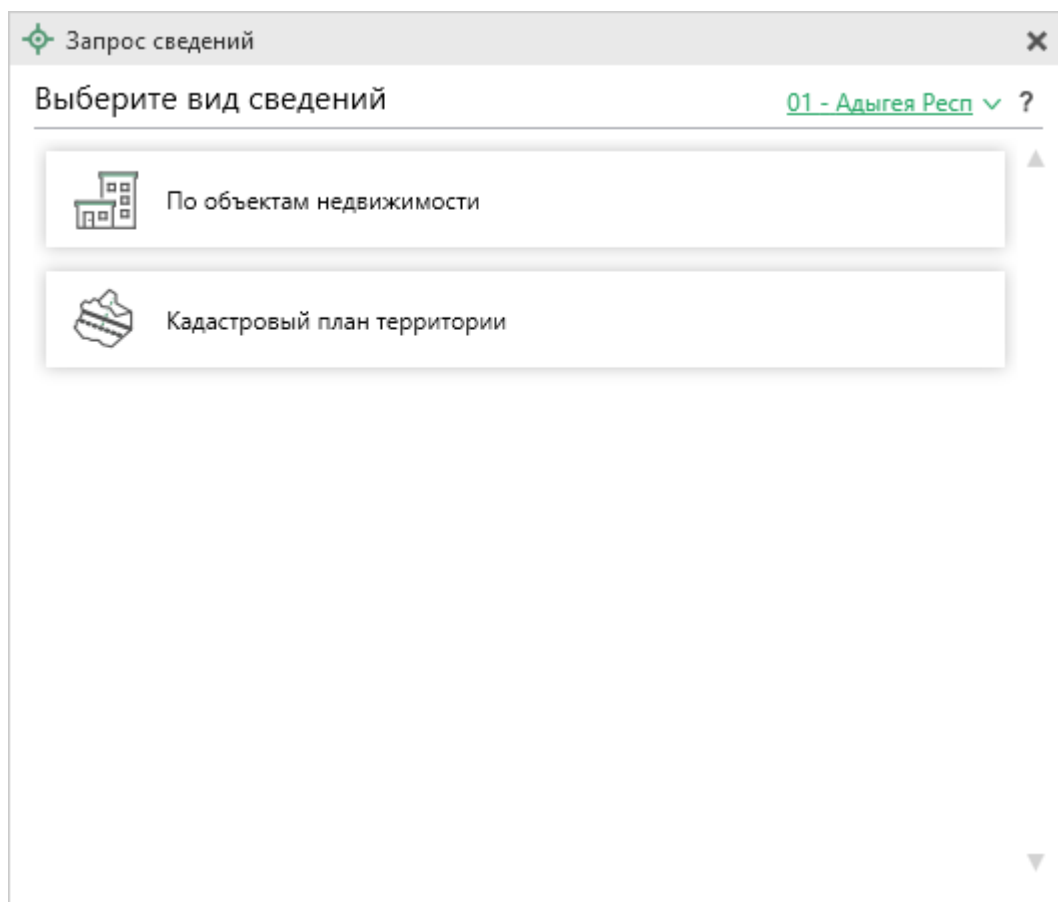 Запрос сведений
Выберите вид сведений
01 - Адыгея Респ ?
По объектам недвижимости
Кадастровый план территории